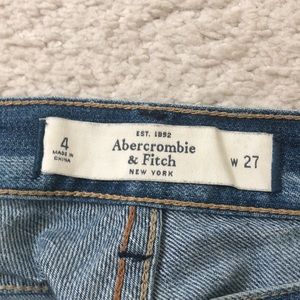 EST. 1892
4
MADE IN
CHINA
Abercrombie
& Fitch
NEW YORK
W 27